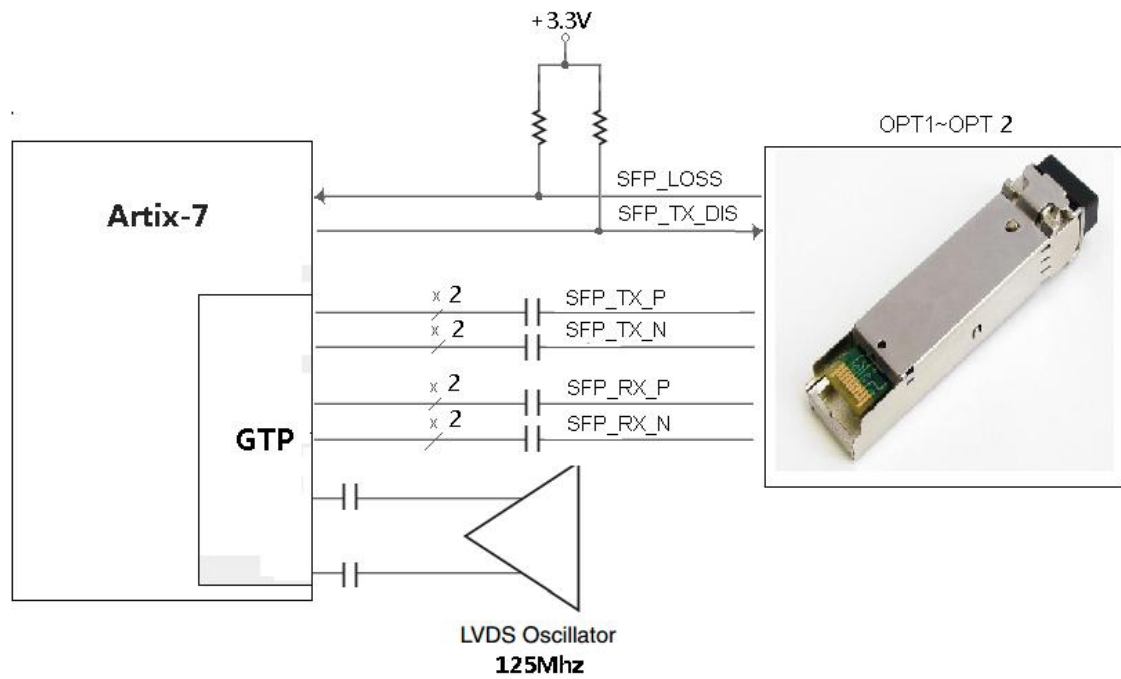 +3.3V
OPT1~OPT 2
SFP_LOSS
Artix-7
SFP_TX_DIS
x 2
SFP_TX_P
x 2
SFP_TX_N
x 2
SFP_RX_P
x 2
SFP_RX_N
GTP
LVDS Oscillator
125Mhz